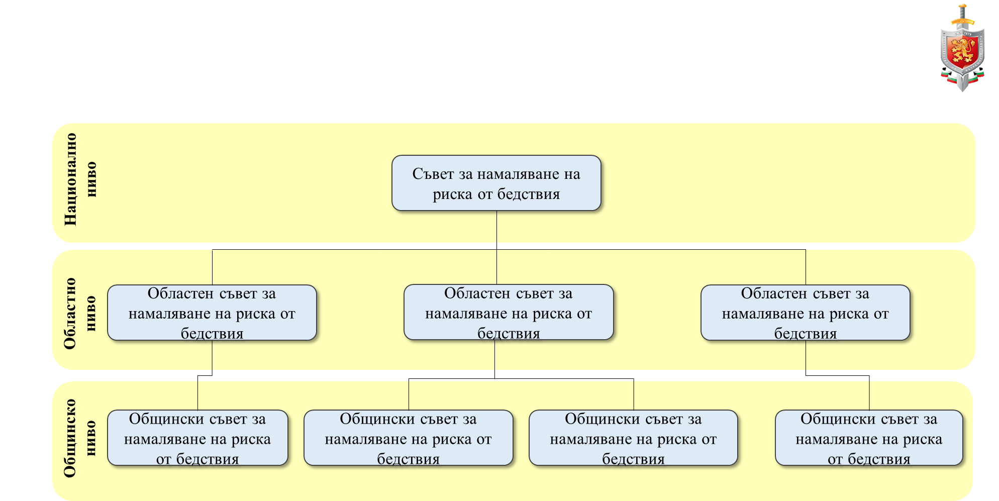 Национално
ниво
Съвет за намаляване на
риска от бедствия
Областно
ниво
Областен съвет за
намаляване на риска от
бедствия
Областен съвет за
намаляване на риска от
бедствия
Областен съвет за
намаляване на риска от
бедствия
Общинско
ниво
Общински съвет за
намаляване на риска
от бедствия
Общински съвет за
намаляване на риска от
бедствия
Общински съвет за
намаляване на риска от
бедствия
Общински съвет за
намаляване на риска
от бедствия